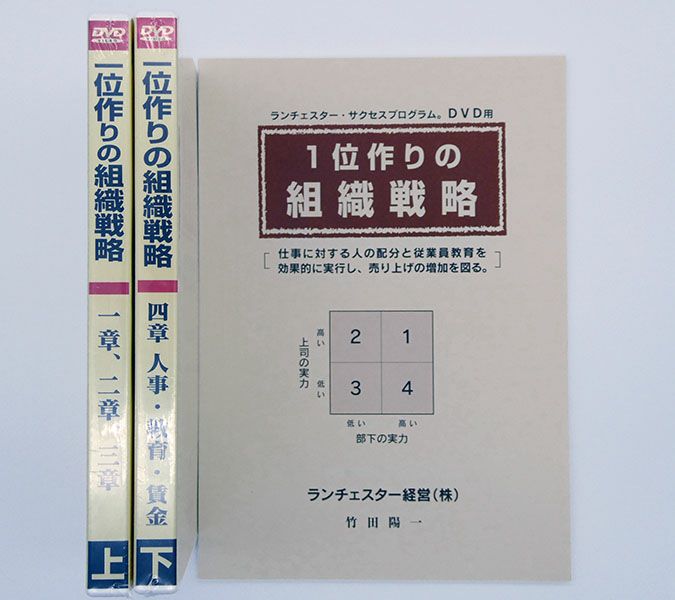 DVD
一位作りの組織戦略
一章、二章、三章
上
DVD
一位作りの組織戦略
四章 人事・教育・賃金
下
ランチェスター・サクセスプログラム。DVD用
1位作りの
組織戦略
仕事に対する人の配分と従業員教育を
効果的に実行し、売り上げの増加を図る。
高い
上司の実力
低い
2 1
3 4
低い 高い
部下の実力
ランチェスター経営(株)
竹田陽一